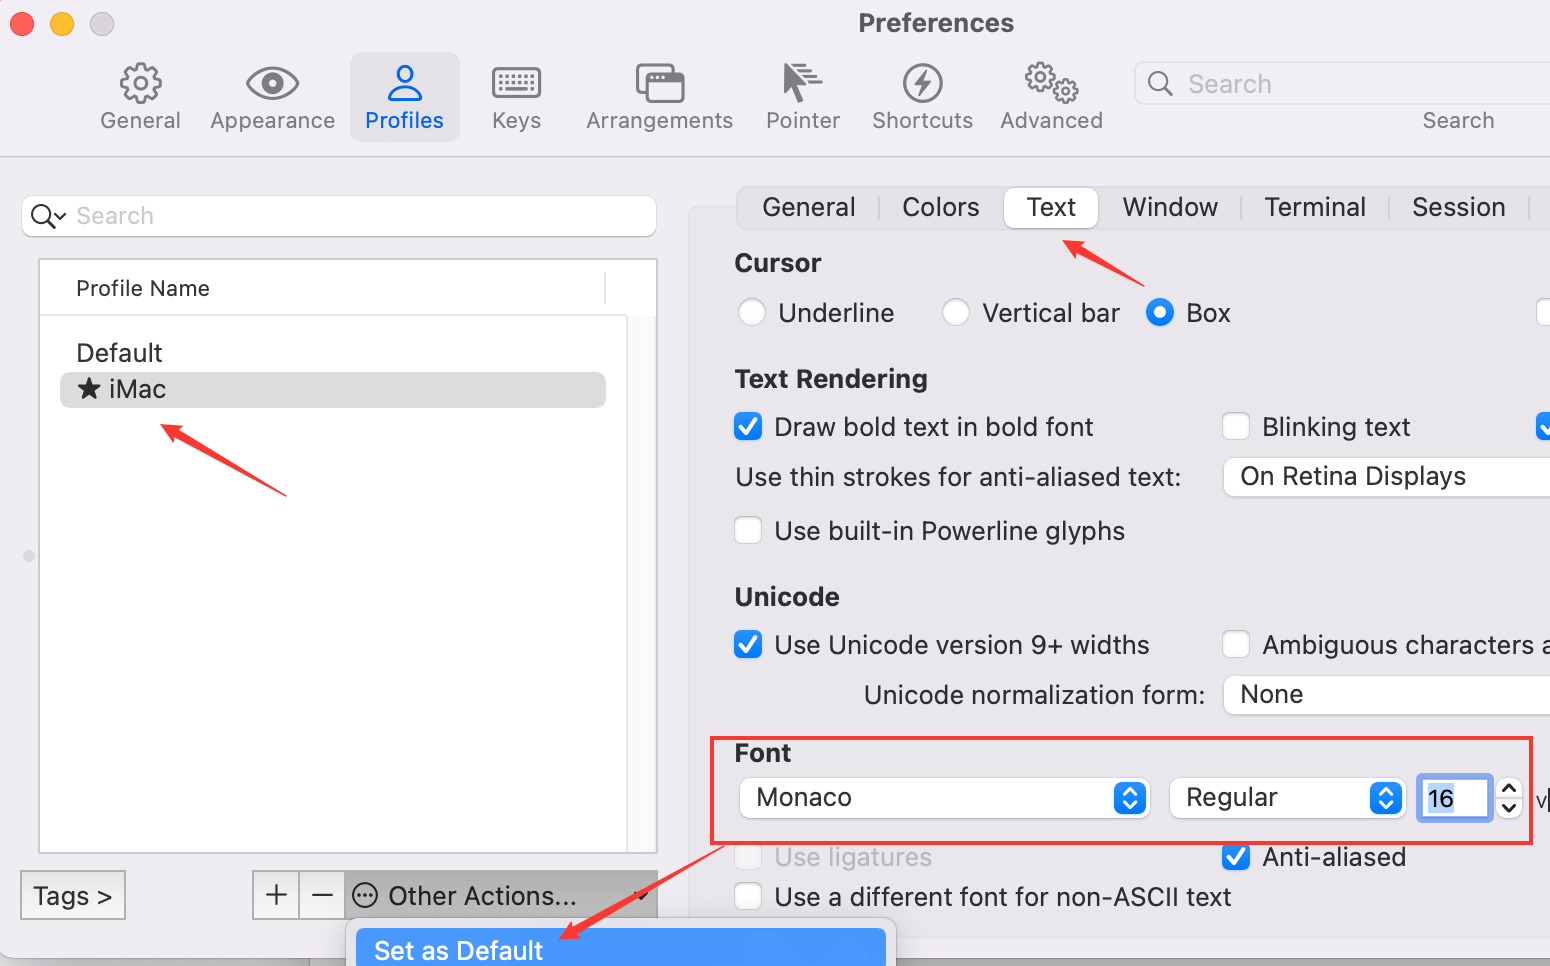 Preferences
General Appearance Profiles Keys Arrangements Pointer Shortcuts Advanced Search
Search
Search
General Colors Text Window Terminal Session
Profile Name
Default
★ iMac
Cursor
Underline Vertical bar Box
Text Rendering
Draw bold text in bold font Blinking text
Use thin strokes for anti-aliased text: On Retina Displays
Use built-in Powerline glyphs
Unicode
Use Unicode version 9+ widths Ambiguous characters a
Unicode normalization form: None
Font
Monaco Regular 16
Use ligatures Anti-aliased
Use a different font for non-ASCII text
Tags > + − Other Actions...
Set as Default